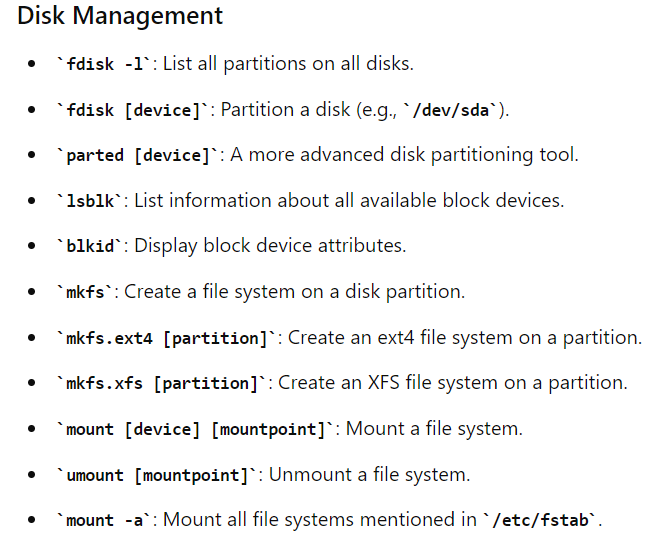 Disk Management
• `fdisk -l`: List all partitions on all disks.
• `fdisk [device]`: Partition a disk (e.g., `/dev/sda`).
• `parted [device]`: A more advanced disk partitioning tool.
• `lsblk`: List information about all available block devices.
• `blkid`: Display block device attributes.
• `mkfs`: Create a file system on a disk partition.
• `mkfs.ext4 [partition]`: Create an ext4 file system on a partition.
• `mkfs.xfs [partition]`: Create an XFS file system on a partition.
• `mount [device] [mountpoint]`: Mount a file system.
• `umount [mountpoint]`: Unmount a file system.
• `mount -a`: Mount all file systems mentioned in `/etc/fstab`.